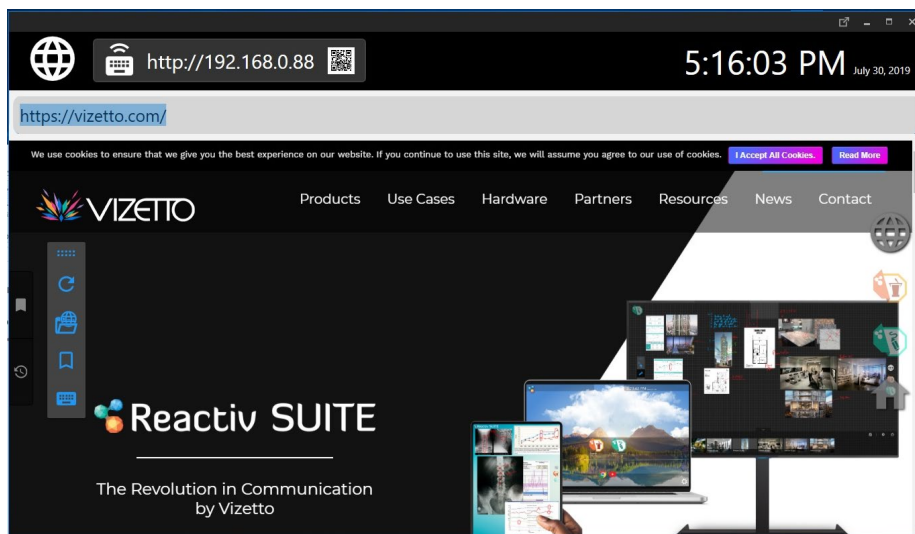 http://192.168.0.88
5:16:03 PM July 30, 2019
https://vizetto.com/
We use cookies to ensure that we give you the best experience on our website. If you continue to use this site, we will assume you agree to our use of cookies. I Accept All Cookies. Read More
VIZETTO Products Use Cases Hardware Partners Resources News Contact
Reactiv SUITE
The Revolution in Communication
by Vizetto